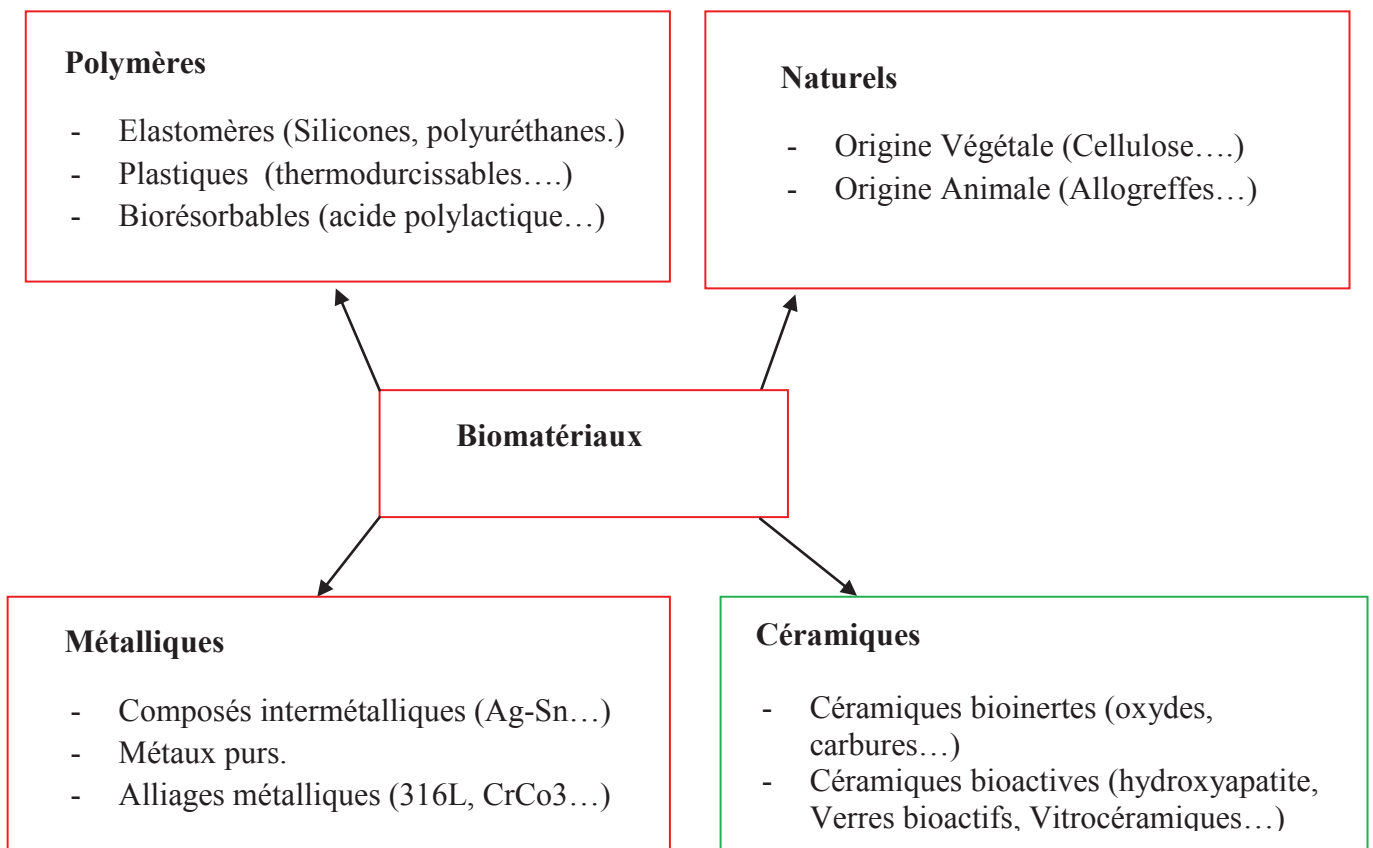 Polymères
- Elastomères (Silicones, polyuréthanes.)
- Plastiques (thermodurcissables….)
- Biorésorbables (acide polylactique…)
Naturels
- Origine Végétale (Cellulose….)
- Origine Animale (Allogreffes…)
Biomatériaux
Métalliques
- Composés intermétalliques (Ag-Sn…)
- Métaux purs.
- Alliages métalliques (316L, CrCo3…)
Céramiques
- Céramiques bioinertes (oxydes,
carbures…)
- Céramiques bioactives (hydroxyapatite,
Verres bioactifs, Vitrocéramiques…)